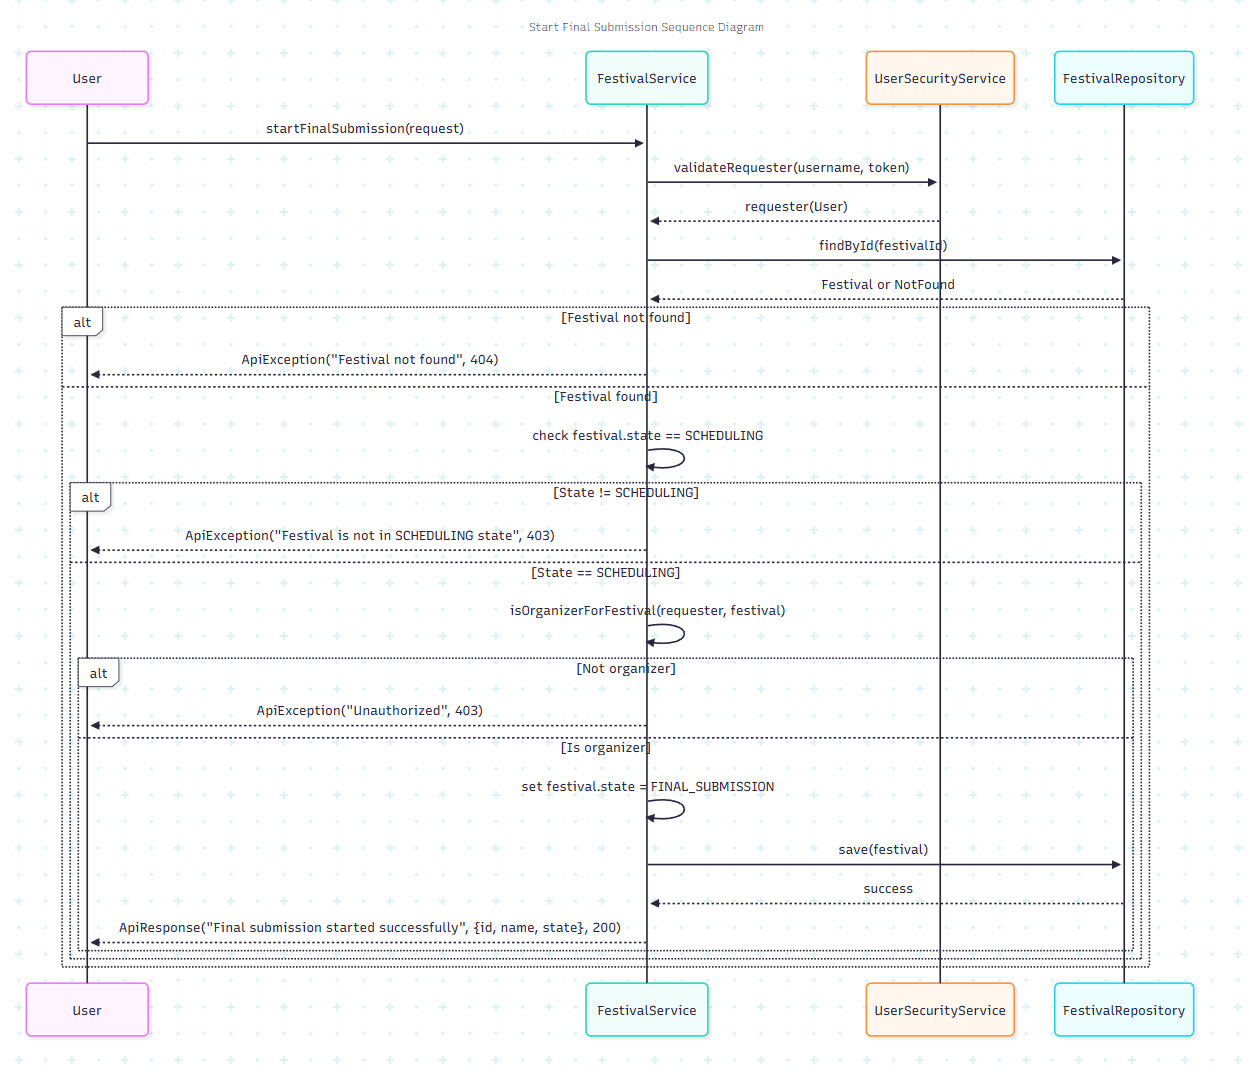 Start Final Submission Sequence Diagram
User
FestivalService
UserSecurityService
FestivalRepository
startFinalSubmission(request)
validateRequester(username, token)
requester(User)
findById(festivalId)
Festival or NotFound
alt
[Festival not found]
ApiException("Festival not found", 404)
[Festival found]
check festival.state == SCHEDULING
alt
[State != SCHEDULING]
ApiException("Festival is not in SCHEDULING state", 403)
[State == SCHEDULING]
isOrganizerForFestival(requester, festival)
alt
[Not organizer]
ApiException("Unauthorized", 403)
[Is organizer]
set festival.state = FINAL_SUBMISSION
save(festival)
success
ApiResponse("Final submission started successfully", {id, name, state}, 200)
User
FestivalService
UserSecurityService
FestivalRepository